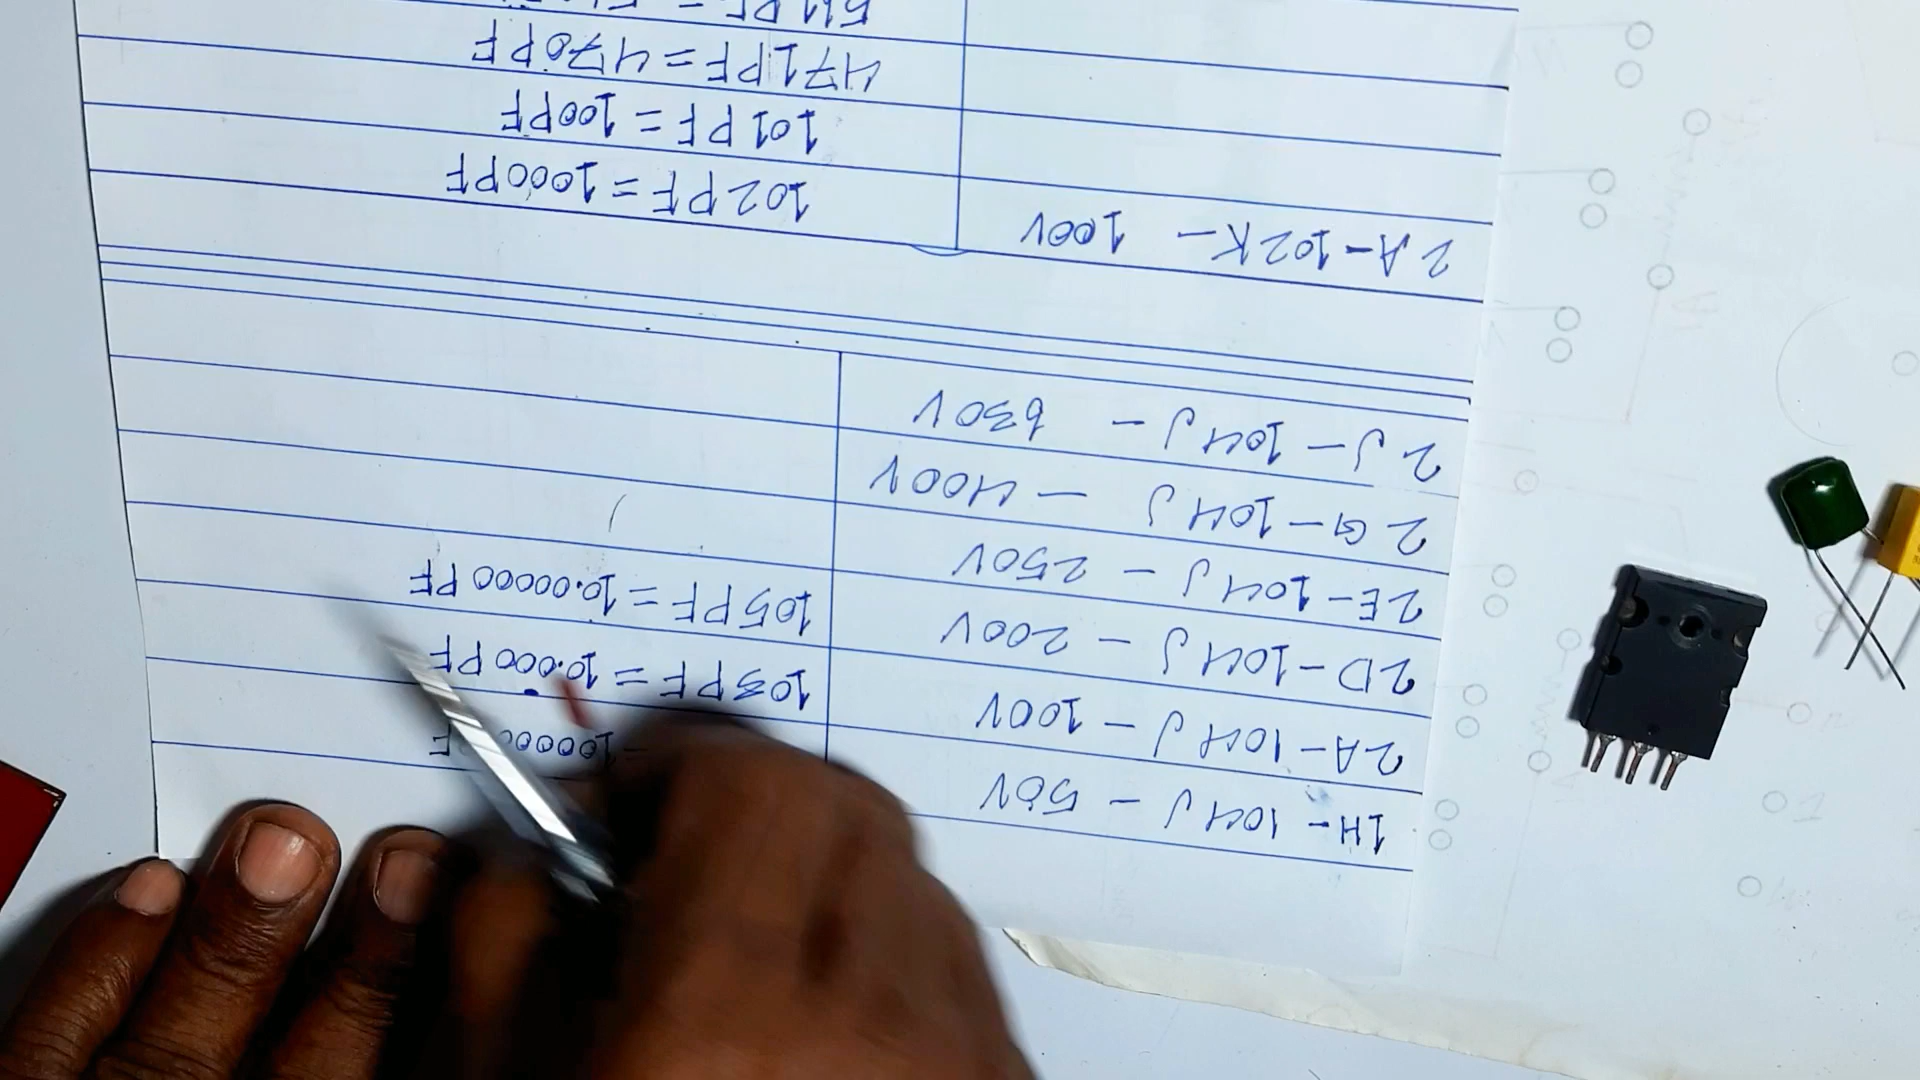 1H- 104J - 50V 100000 F
2A-104J - 100V 103PF = 10.000PF
2D-104J - 200V 105PF=10.00000PF
2E-104J - 250V
2G-104J - 400V
2J-104J - 630V
2A-102K- 100V 102PF=1000PF
101PF=100PF
471PF=470PF